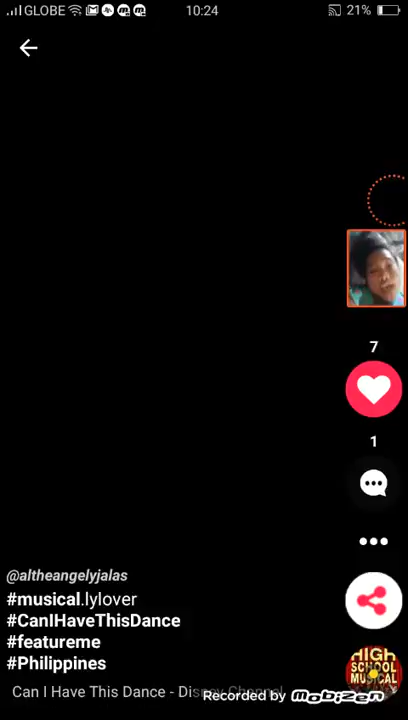 GLOBE 10:24 21%
7
1
@altheangelyjalas
#musical.lylover
#CanIHaveThisDance
#featureme
#Philippines
HIGH SCHOOL MUSICAL
Can I Have This Dance - Disney Channel
Recorded by mobizen